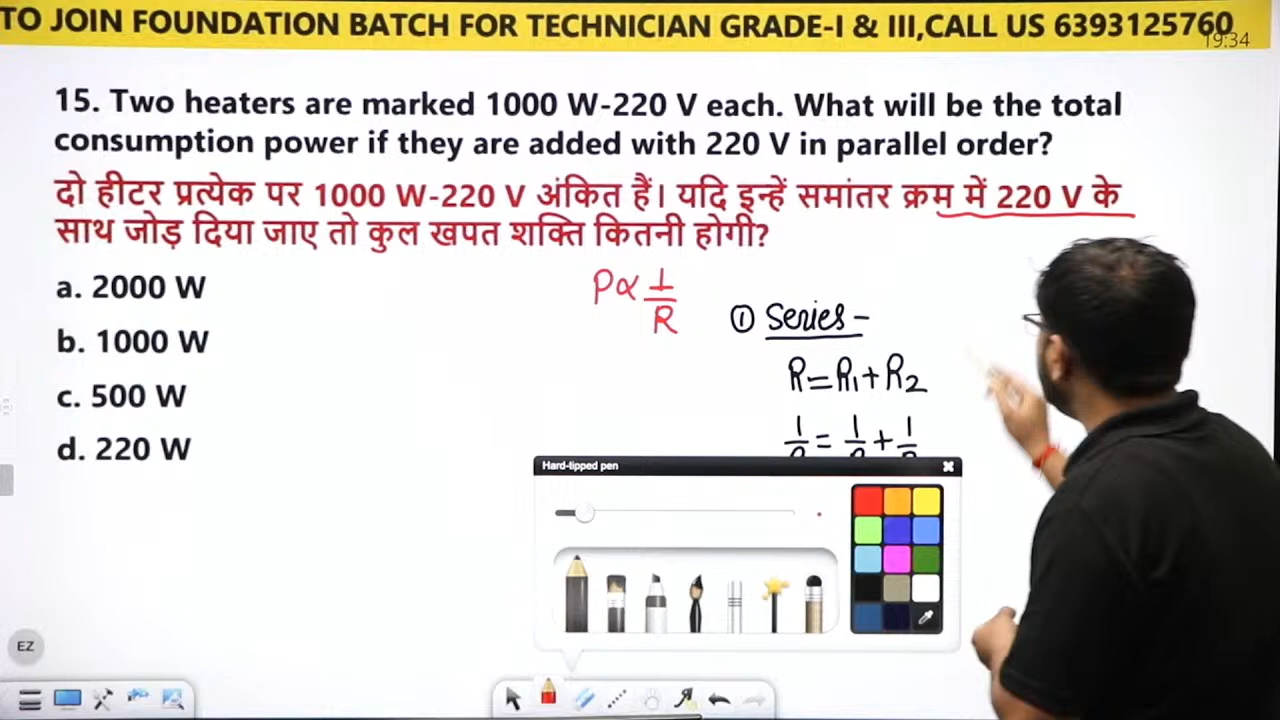 TO JOIN FOUNDATION BATCH FOR TECHNICIAN GRADE-I & III,CALL US 6393125760
19:34
15. Two heaters are marked 1000 W-220 V each. What will be the total
consumption power if they are added with 220 V in parallel order?
दो हीटर प्रत्येक पर 1000 W-220 V अंकित हैं। यदि इन्हें समांतर क्रम में 220 V के
साथ जोड़ दिया जाए तो कुल खपत शक्ति कितनी होगी?
a. 2000 W
b. 1000 W
c. 500 W
d. 220 W
P∝ 1/R
① Series -
R=R₁+R₂
Hard-tipped pen
EZ